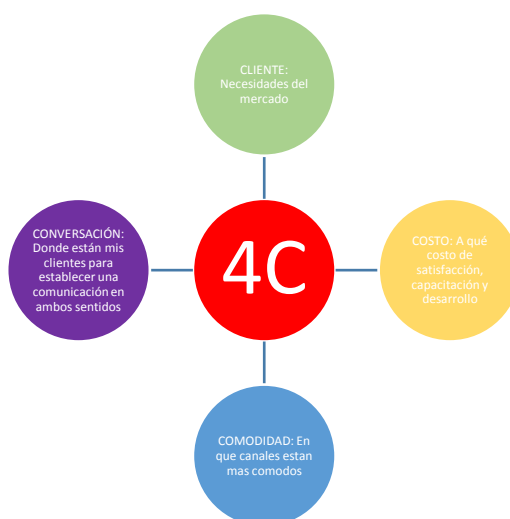 CLIENTE:
Necesidades del
mercado
CONVERSACIÓN:
Donde están mis
clientes para
establecer una
comunicación en
ambos sentidos
4C
COSTO: A qué
costo de
satisfacción,
capacitación y
desarrollo
COMODIDAD: En
que canales estan
mas comodos